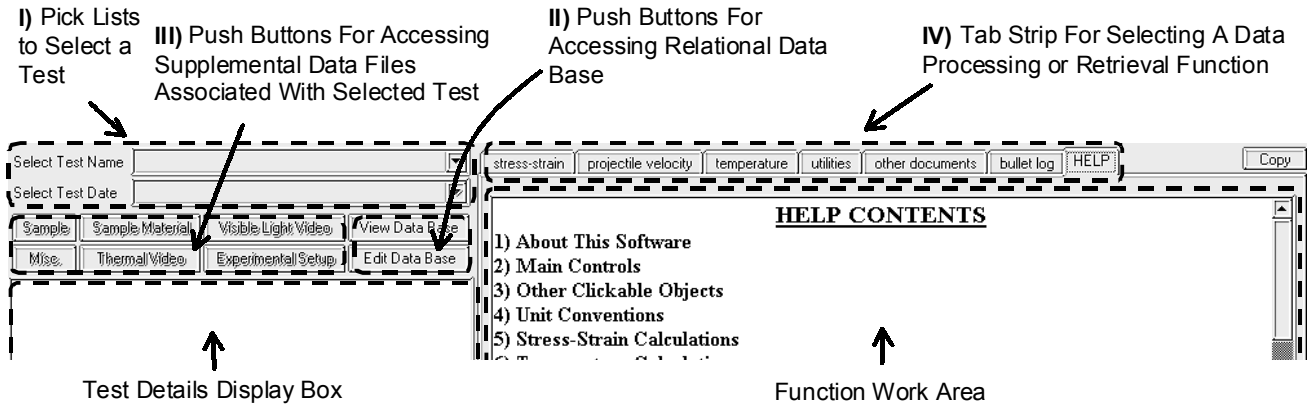 I) Pick Lists
to Select a
Test
III) Push Buttons For Accessing
Supplemental Data Files
Associated With Selected Test
II) Push Buttons For
Accessing Relational Data
Base
IV) Tab Strip For Selecting A Data
Processing or Retrieval Function
Select Test Name
Select Test Date
stress-strain projectile velocity temperature utilities other documents bullet log HELP Copy
Sample Sample Material Visible Light Video View Data Base
Misc. Thermal Video Experimental Setup Edit Data Base
HELP CONTENTS
1) About This Software
2) Main Controls
3) Other Clickable Objects
4) Unit Conventions
5) Stress-Strain Calculations
Test Details Display Box
Function Work Area